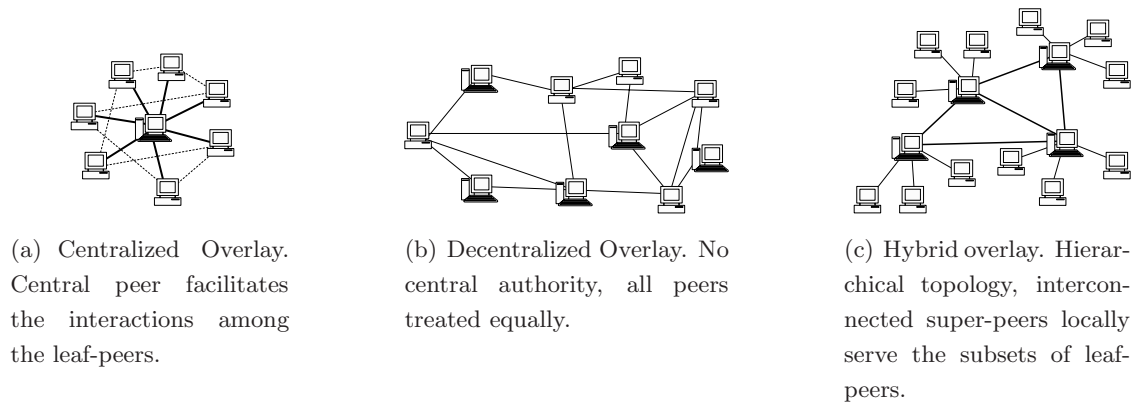 (a) Centralized Overlay.
Central peer facilitates
the interactions among
the leaf-peers.
(b) Decentralized Overlay. No
central authority, all peers
treated equally.
(c) Hybrid overlay. Hierar-
chical topology, intercon-
nected super-peers locally
serve the subsets of leaf-
peers.